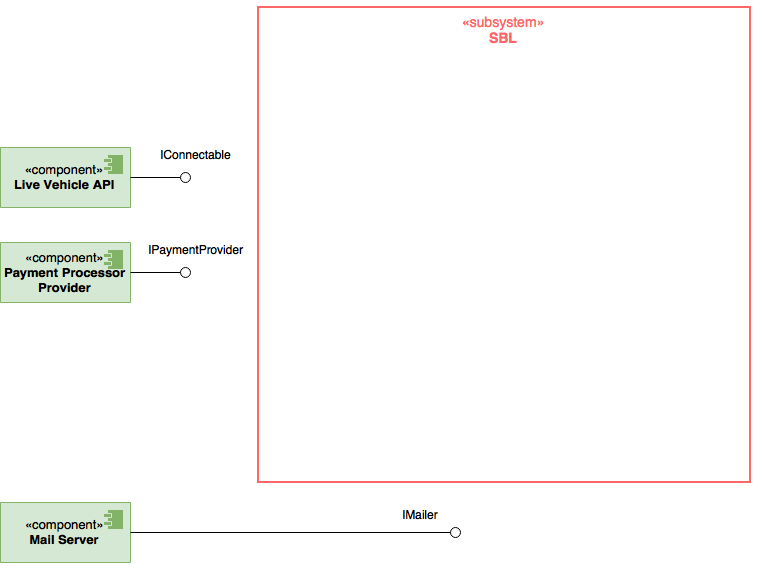 «subsystem»
SBL
IConnectable
«component»
Live Vehicle API
IPaymentProvider
«component»
Payment Processor
Provider
IMailer
«component»
Mail Server